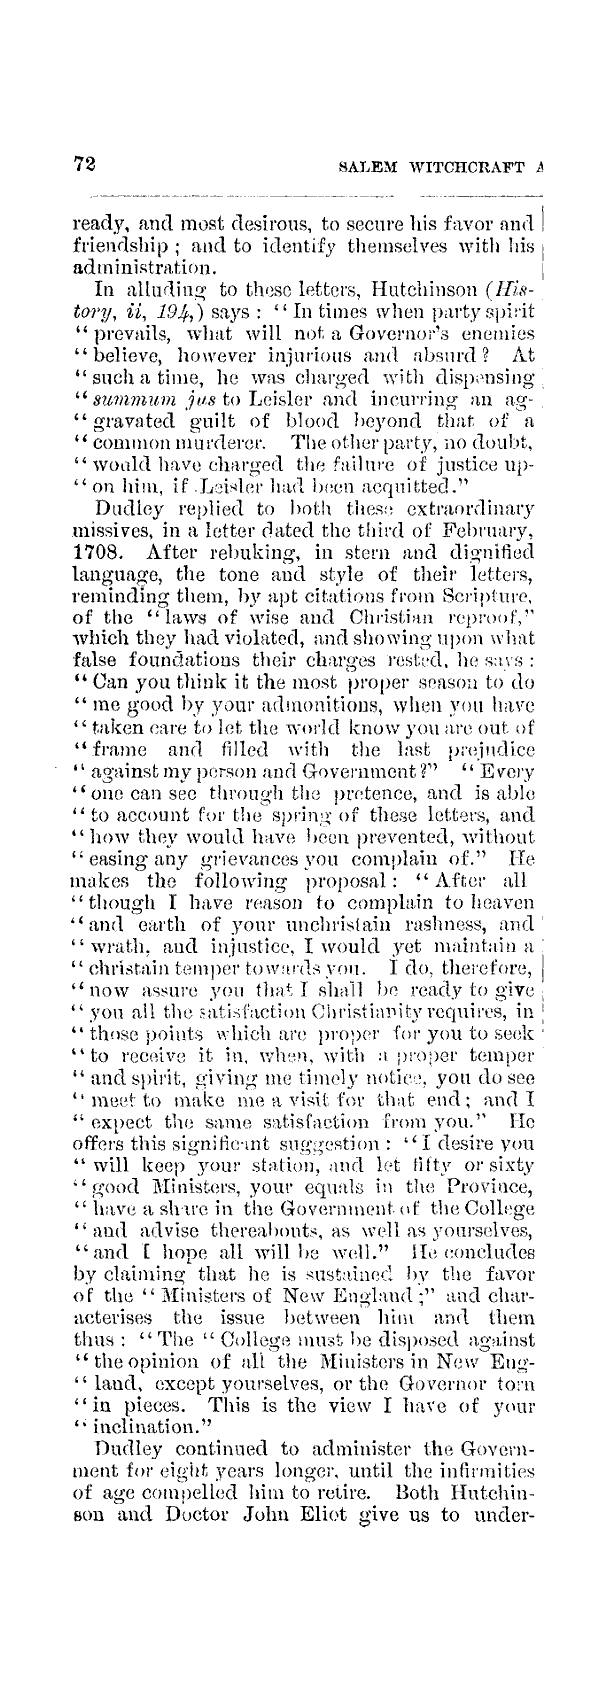 72 SALEM WITCHCRAFT A
ready, and most desirous, to secure his favor and
friendship ; and to identify themselves with his
administration.
In alluding to these letters, Hutchinson (His-
tory, ii, 194,) says : “ In times when party spirit
“ prevails, what will not a Governor's enemies
“ believe, however injurious and absurd ? At
“ such a time, he was charged with dispensing
“ summum jus to Leisler and incurring an ag-
“ gravated guilt of blood beyond that of a
“ common murderer. The other party, no doubt,
“ would have charged the failure of justice up-
“ on him, if Leisler had been acquitted.”
Dudley replied to both these extraordinary
missives, in a letter dated the third of February,
1708. After rebuking, in stern and dignified
language, the tone and style of their letters,
reminding them, by apt citations from Scripture,
of the “ laws of wise and Christian reproof,”
which they had violated, and showing upon what
false foundations their charges rested, he says :
“ Can you think it the most proper season to do
“ me good by your admonitions, when you have
“ taken care to let the world know you are out of
“ frame and filled with the last prejudice
“ against my person and Government ?” “ Every
“ one can see through the pretence, and is able
“ to account for the spring of these letters, and
“ how they would have been prevented, without
“ easing any grievances you complain of.” He
makes the following proposal : “ After all
“ though I have reason to complain to heaven
“ and earth of your unchristain rashness, and
“ wrath, and injustice, I would yet maintain a
“ christain temper towards you. I do, therefore,
“ now assure you that I shall be ready to give
“ you all the satisfaction Christianity requires, in
“ those points which are proper for you to seek
“ to receive it in, when, with a proper temper
“ and spirit, giving me timely notice, you do see
“ meet to make me a visit for that end ; and I
“ expect the same satisfaction from you.” He
offers this significant suggestion : “ I desire you
“ will keep your station, and let fifty or sixty
“ good Ministers, your equals in the Province,
“ have a share in the Government of the College
“ and advise thereabouts, as well as yourselves,
“ and I hope all will be well.” He concludes
by claiming that he is sustained by the favor
of the “ Ministers of New England ;” and char-
acterises the issue between him and them
thus : “ The “ College must be disposed against
“ the opinion of all the Ministers in New Eng-
“ land, except yourselves, or the Governor torn
“ in pieces. This is the view I have of your
“ inclination.”
Dudley continued to administer the Govern-
ment for eight years longer, until the infirmities
of age compelled him to retire. Both Hutchin-
son and Doctor John Eliot give us to under-